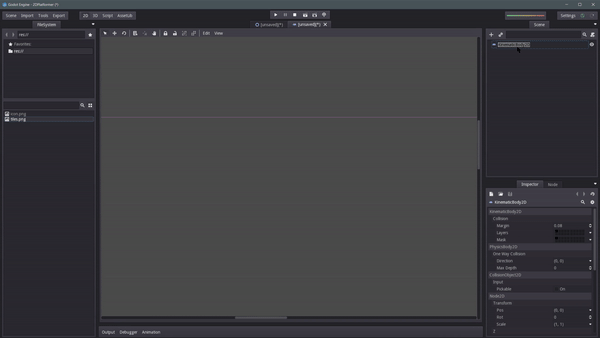 Godot Engine - 2DPlatformer (*)
Scene Import Tools Export
2D 3D Script AssetLib
Settings
FileSystem
[unsaved](*)
[unsaved](*)
Scene
res://
Edit View
Favorites
res://
KinematicBody2D
icon.png
tiles.png
Inspector Node
KinematicBody2D
KinematicBody2D
Collision
Margin 0.08
Layers
Mask
PhysicsBody2D
One Way Collision
Direction (0, 0)
Max Depth 0
CollisionObject2D
Input
Pickable On
Node2D
Transform
Pos (0, 0)
Rot 0
Scale (1, 1)
Z
Output Debugger Animation